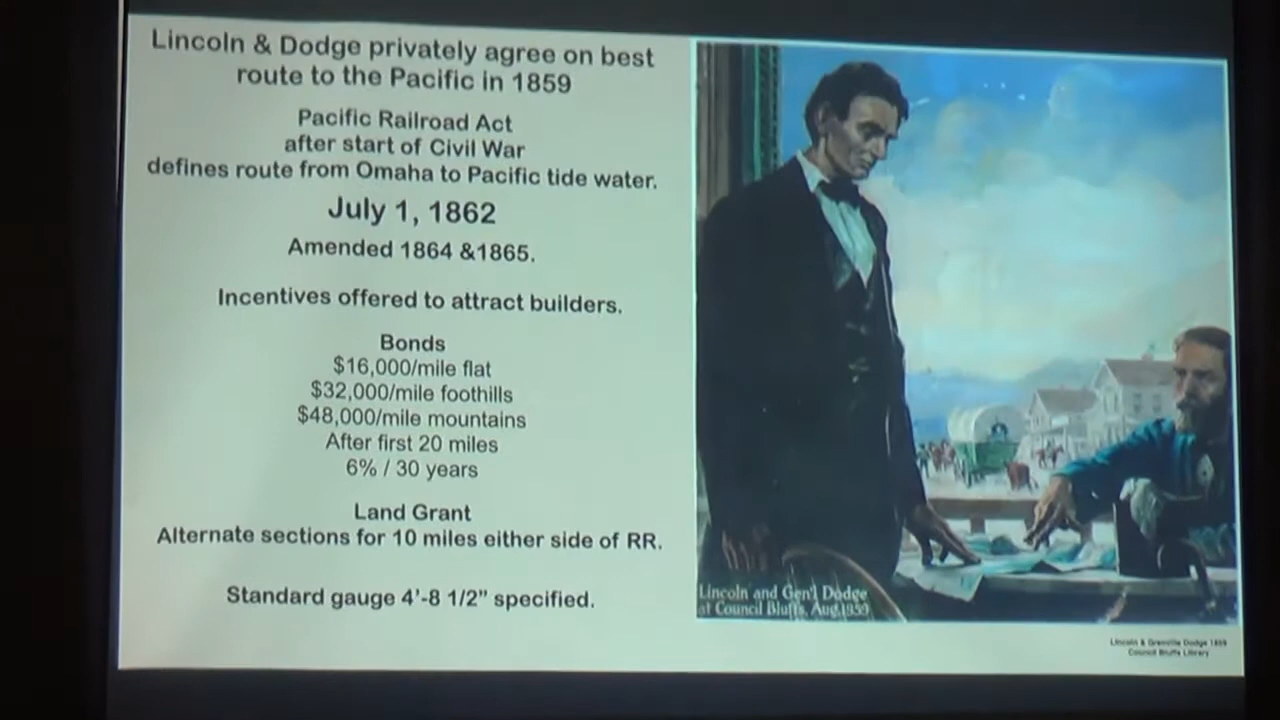 Lincoln & Dodge privately agree on best
route to the Pacific in 1859
Pacific Railroad Act
after start of Civil War
defines route from Omaha to Pacific tide water.
July 1, 1862
Amended 1864 &1865.
Incentives offered to attract builders.
Bonds
$16,000/mile flat
$32,000/mile foothills
$48,000/mile mountains
After first 20 miles
6% / 30 years
Land Grant
Alternate sections for 10 miles either side of RR.
Standard gauge 4’-8 1/2” specified.
Lincoln and Gen'l Dodge
at Council Bluffs, Aug.1859
Lincoln & Grenville Dodge 1859
Council Bluffs Library